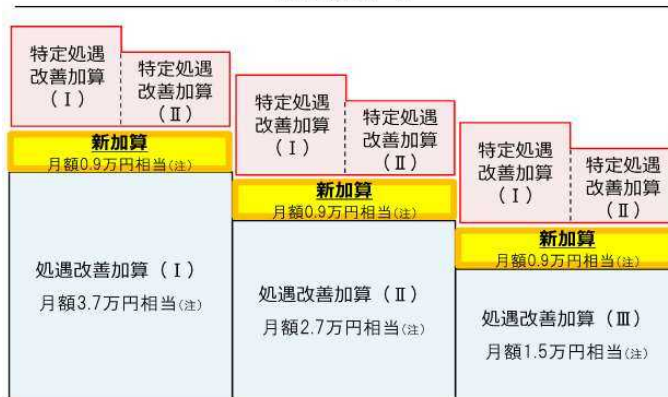 特定処遇
改善加算
（Ⅰ）
特定処遇
改善加算
（Ⅱ）
新加算
月額0.9万円相当(注)
処遇改善加算（Ⅰ）
月額3.7万円相当(注)
特定処遇
改善加算
（Ⅰ）
特定処遇
改善加算
（Ⅱ）
新加算
月額0.9万円相当(注)
処遇改善加算（Ⅱ）
月額2.7万円相当(注)
特定処遇
改善加算
（Ⅰ）
特定処遇
改善加算
（Ⅱ）
新加算
月額0.9万円相当(注)
処遇改善加算（Ⅲ）
月額1.5万円相当(注)